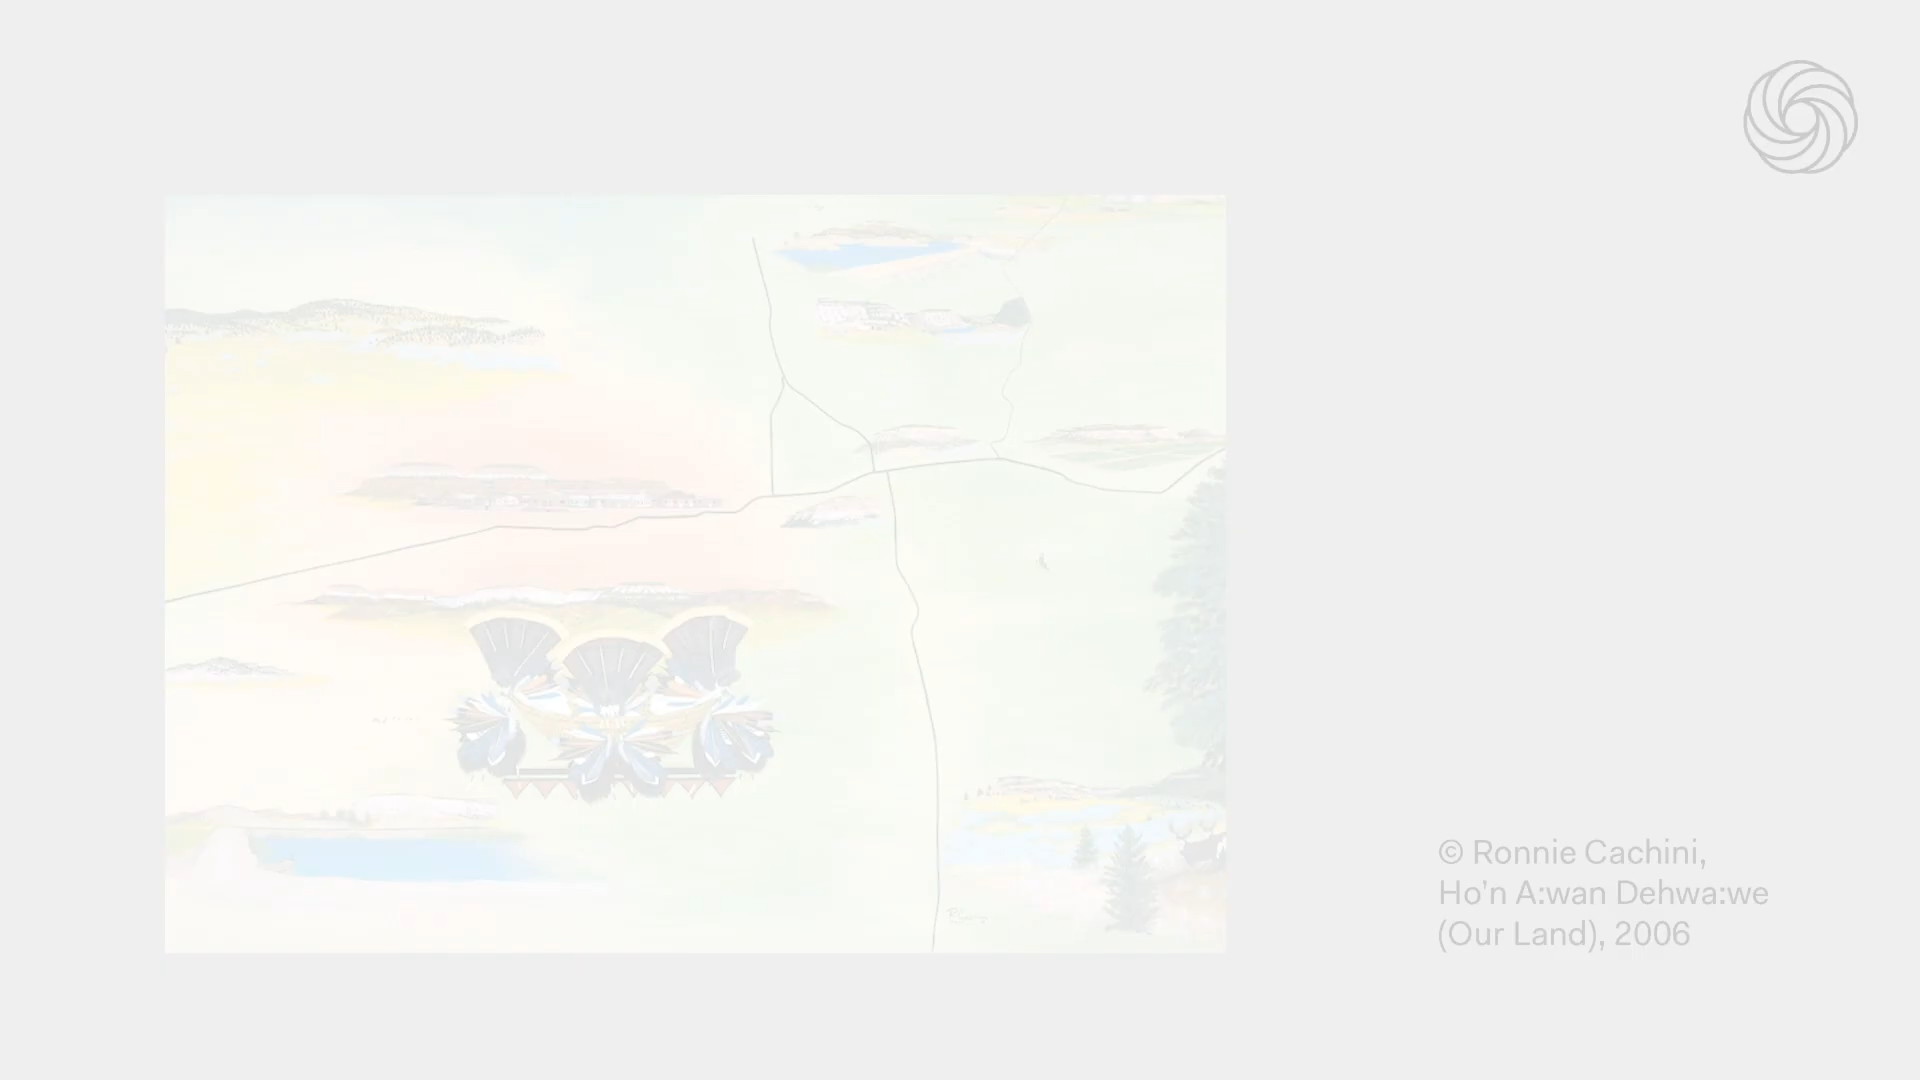 © Ronnie Cachini,
Ho'n A:wan Dehwa:we
(Our Land), 2006